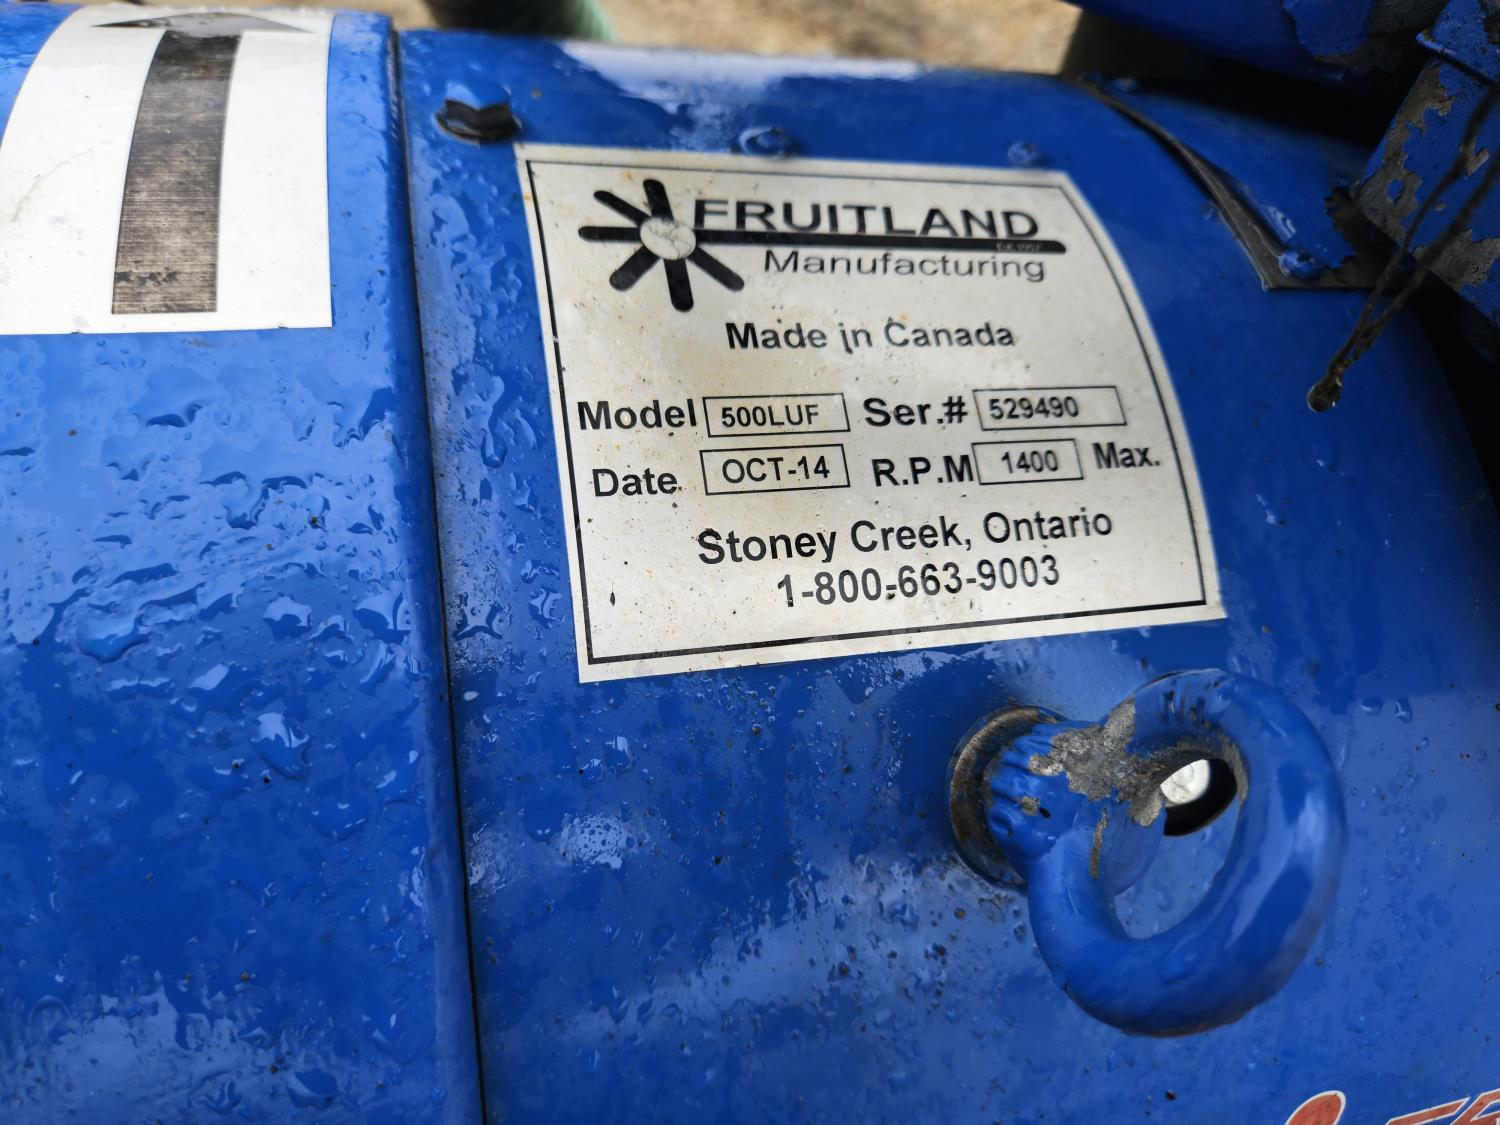 FRUITLAND
Manufacturing
Made in Canada
Model 500LUF Ser.# 529490
Date OCT-14 R.P.M 1400 Max.
Stoney Creek, Ontario
1-800-663-9003